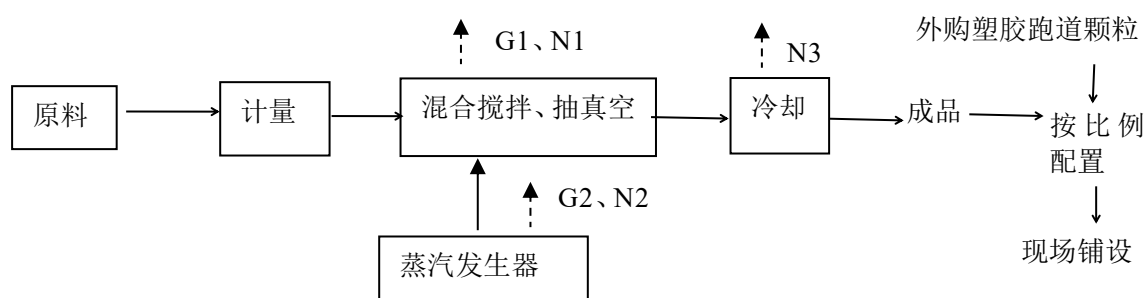 外购塑胶跑道颗粒
G1、N1
N3
原料
计量
混合搅拌、抽真空
冷却
成品
按比例
配置
G2、N2
蒸汽发生器
现场铺设